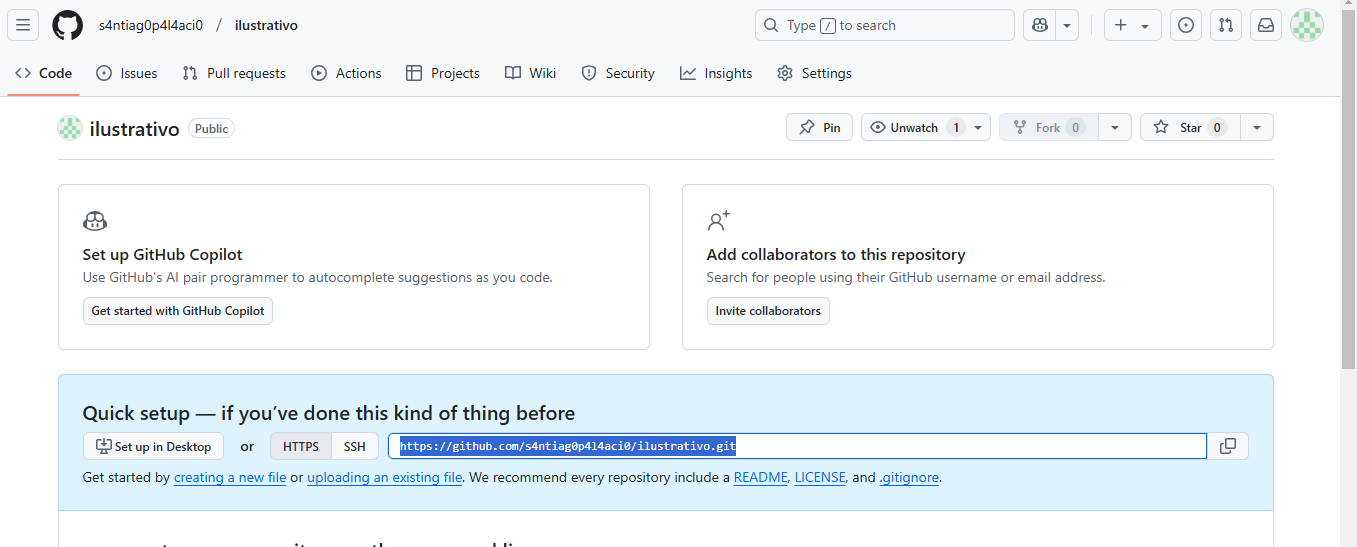 s4ntiag0p4l4aci0 / ilustrativo
Type / to search
Code Issues Pull requests Actions Projects Wiki Security Insights Settings
ilustrativo Public
Pin Unwatch 1 Fork 0 Star 0
Set up GitHub Copilot
Use GitHub's AI pair programmer to autocomplete suggestions as you code.
Get started with GitHub Copilot
Add collaborators to this repository
Search for people using their GitHub username or email address.
Invite collaborators
Quick setup — if you’ve done this kind of thing before
Set up in Desktop or HTTPS SSH https://github.com/s4ntiag0p4l4aci0/ilustrativo.git
Get started by creating a new file or uploading an existing file. We recommend every repository include a README, LICENSE, and .gitignore.